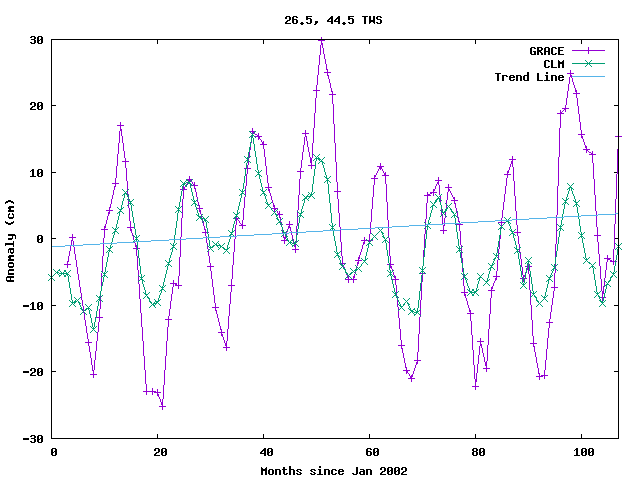 26.5, 44.5 TWS
GRACE
CLM
Trend Line
30
20
10
0
-10
-20
-30
Anomaly (cm)
0 20 40 60 80 100
Months since Jan 2002